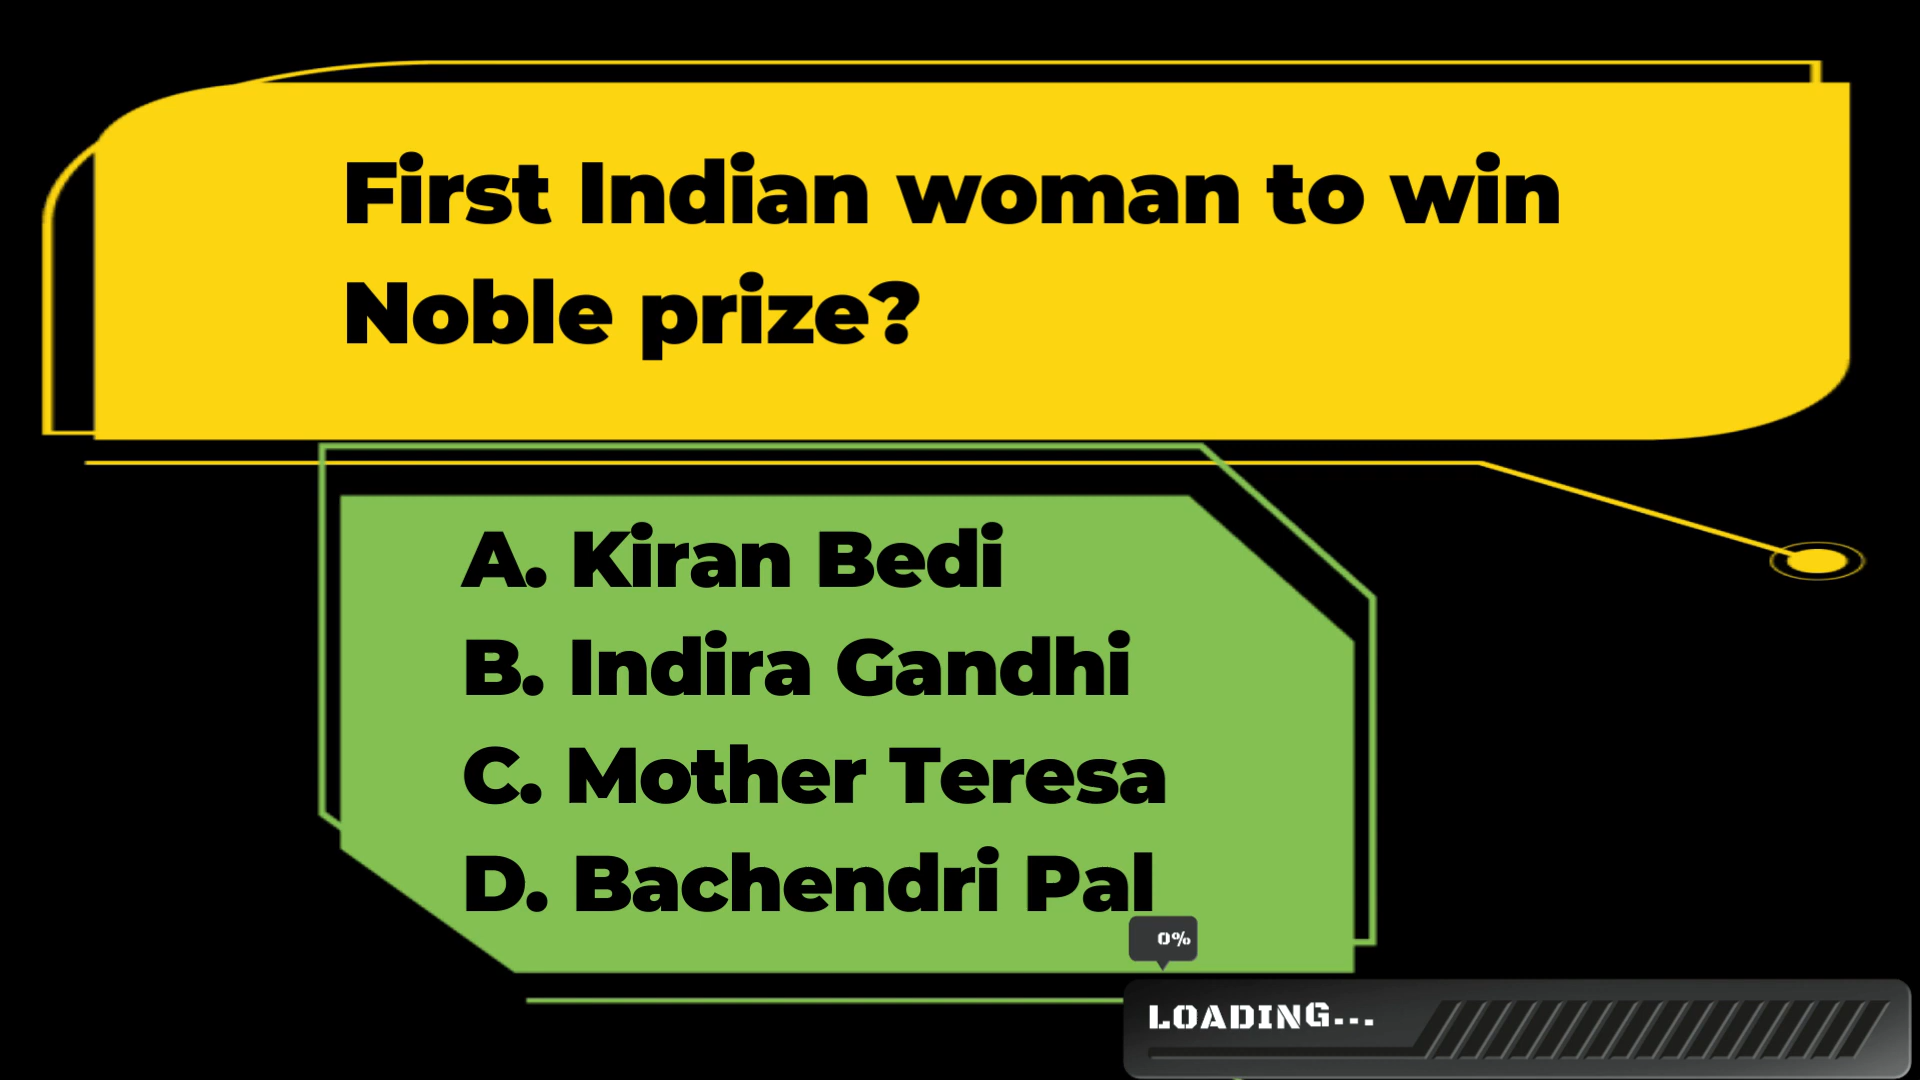 First Indian woman to win
Noble prize?
A. Kiran Bedi
B. Indira Gandhi
C. Mother Teresa
D. Bachendri Pal
0%
LOADING...